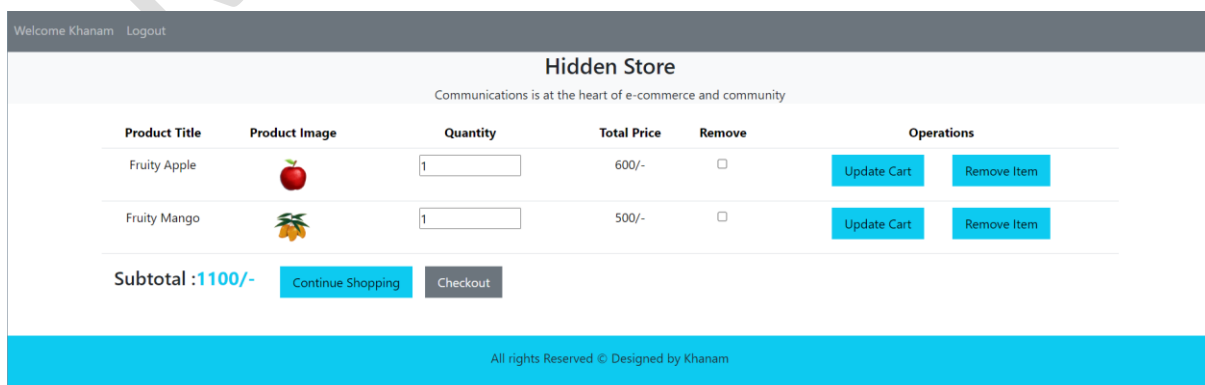 Welcome Khanam Logout
Hidden Store
Communications is at the heart of e-commerce and community
Product Title Product Image Quantity Total Price Remove Operations
Fruity Apple 1 600/- Update Cart Remove Item
Fruity Mango 1 500/- Update Cart Remove Item
Subtotal :1100/- Continue Shopping Checkout
All rights Reserved © Designed by Khanam